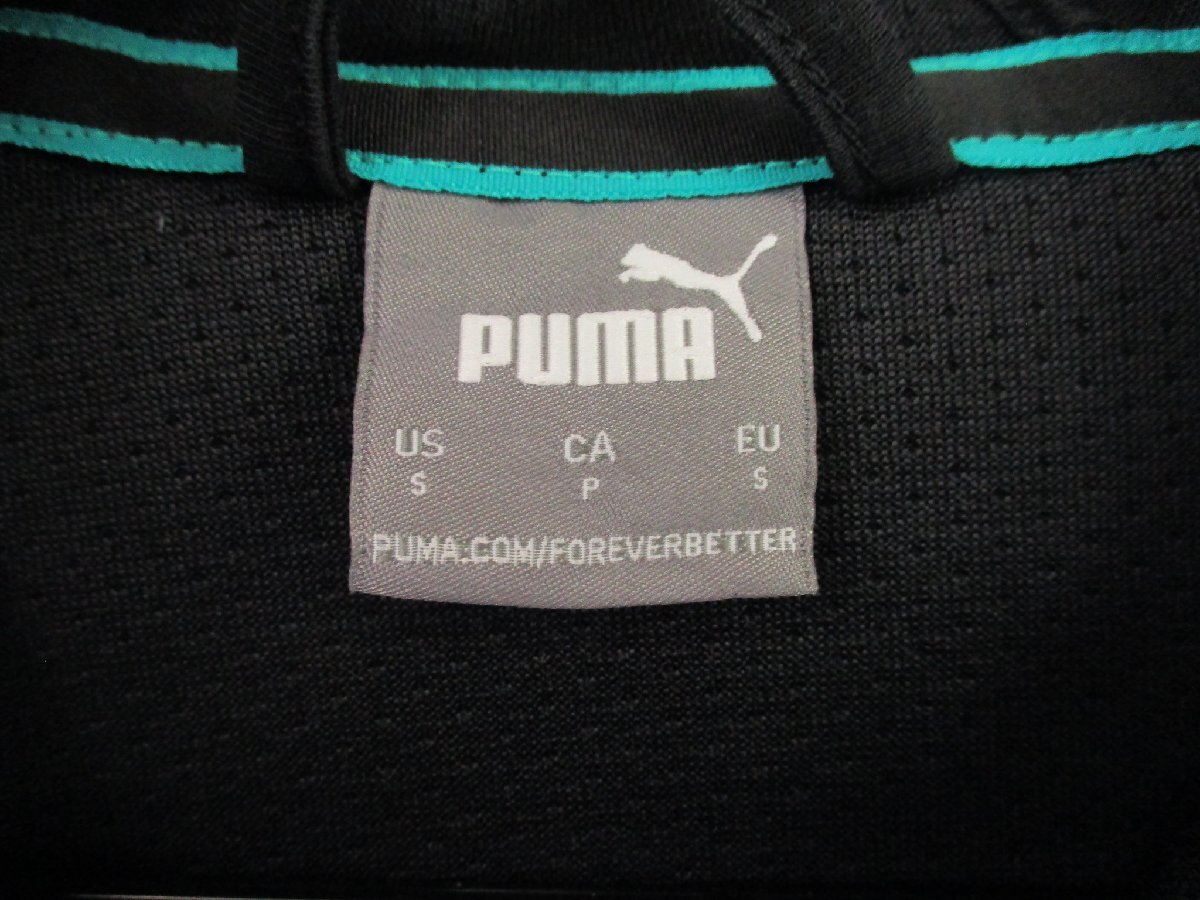 PUMA
US CA EU
S P S
PUMA.COM/FOREVERBETTER